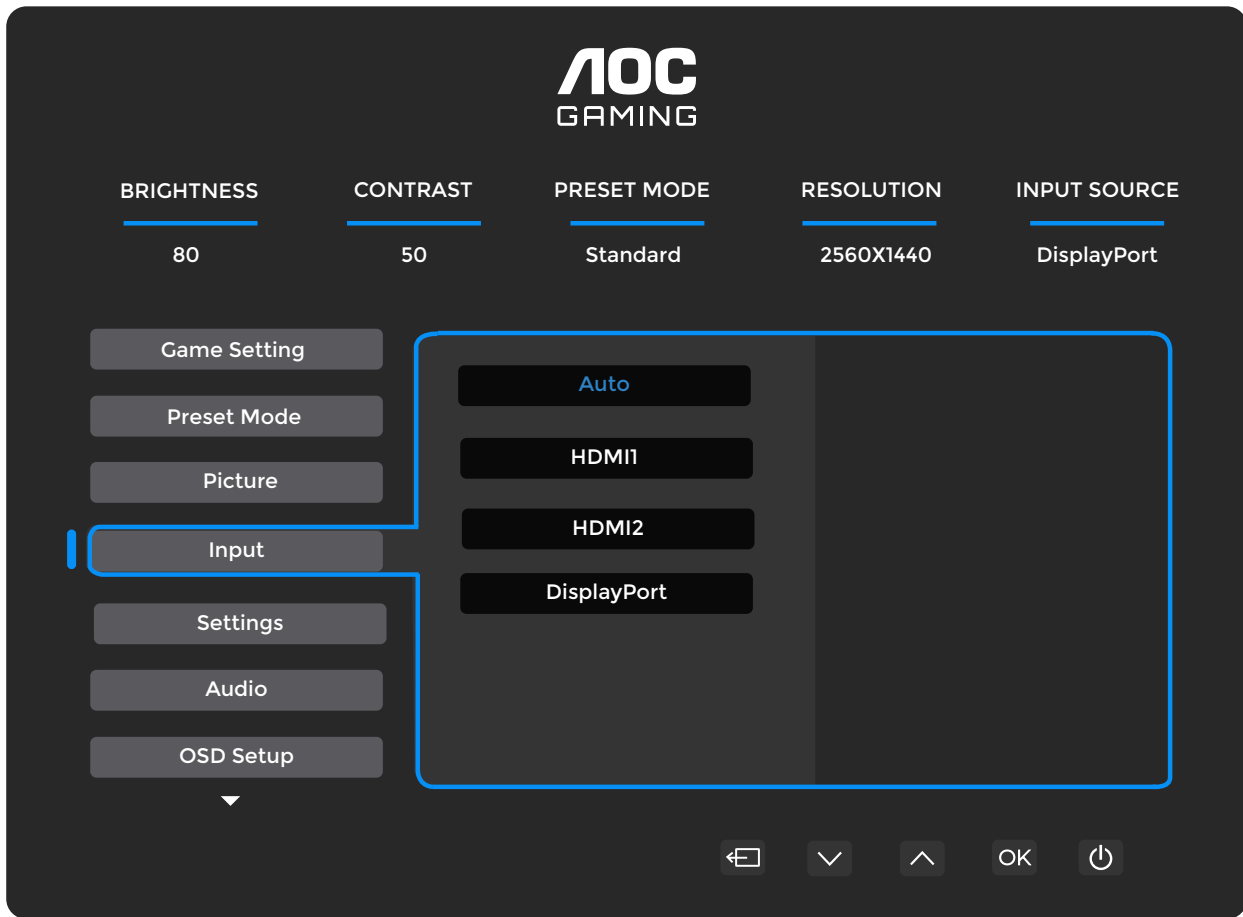 AOC
GAMING
BRIGHTNESS CONTRAST PRESET MODE RESOLUTION INPUT SOURCE
80 50 Standard 2560X1440 DisplayPort
Game Setting
Preset Mode
Picture
Input
Settings
Audio
OSD Setup
Auto
HDMI1
HDMI2
DisplayPort
OK